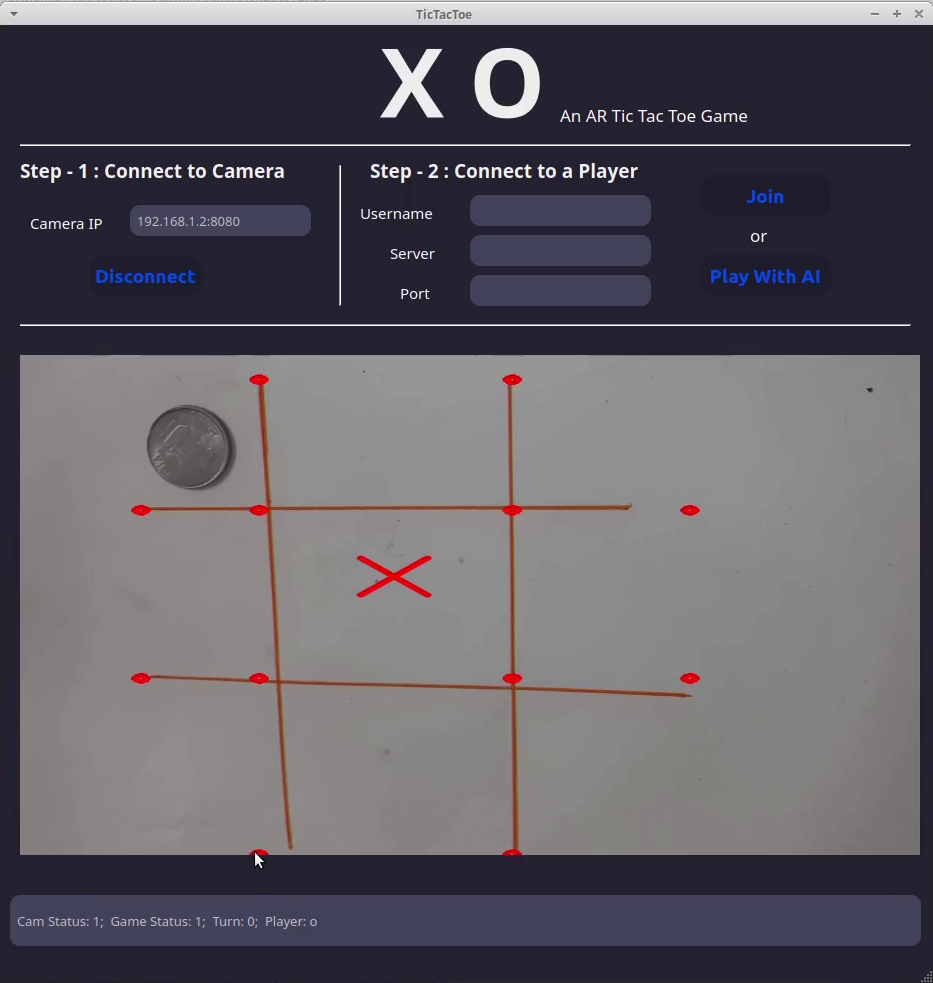 TicTacToe
X O
An AR Tic Tac Toe Game
Step - 1 : Connect to Camera
Camera IP
192.168.1.2:8080
Disconnect
Step - 2 : Connect to a Player
Username
Server
Port
Join
or
Play With AI
Cam Status: 1;  Game Status: 1;  Turn: 0;  Player: o